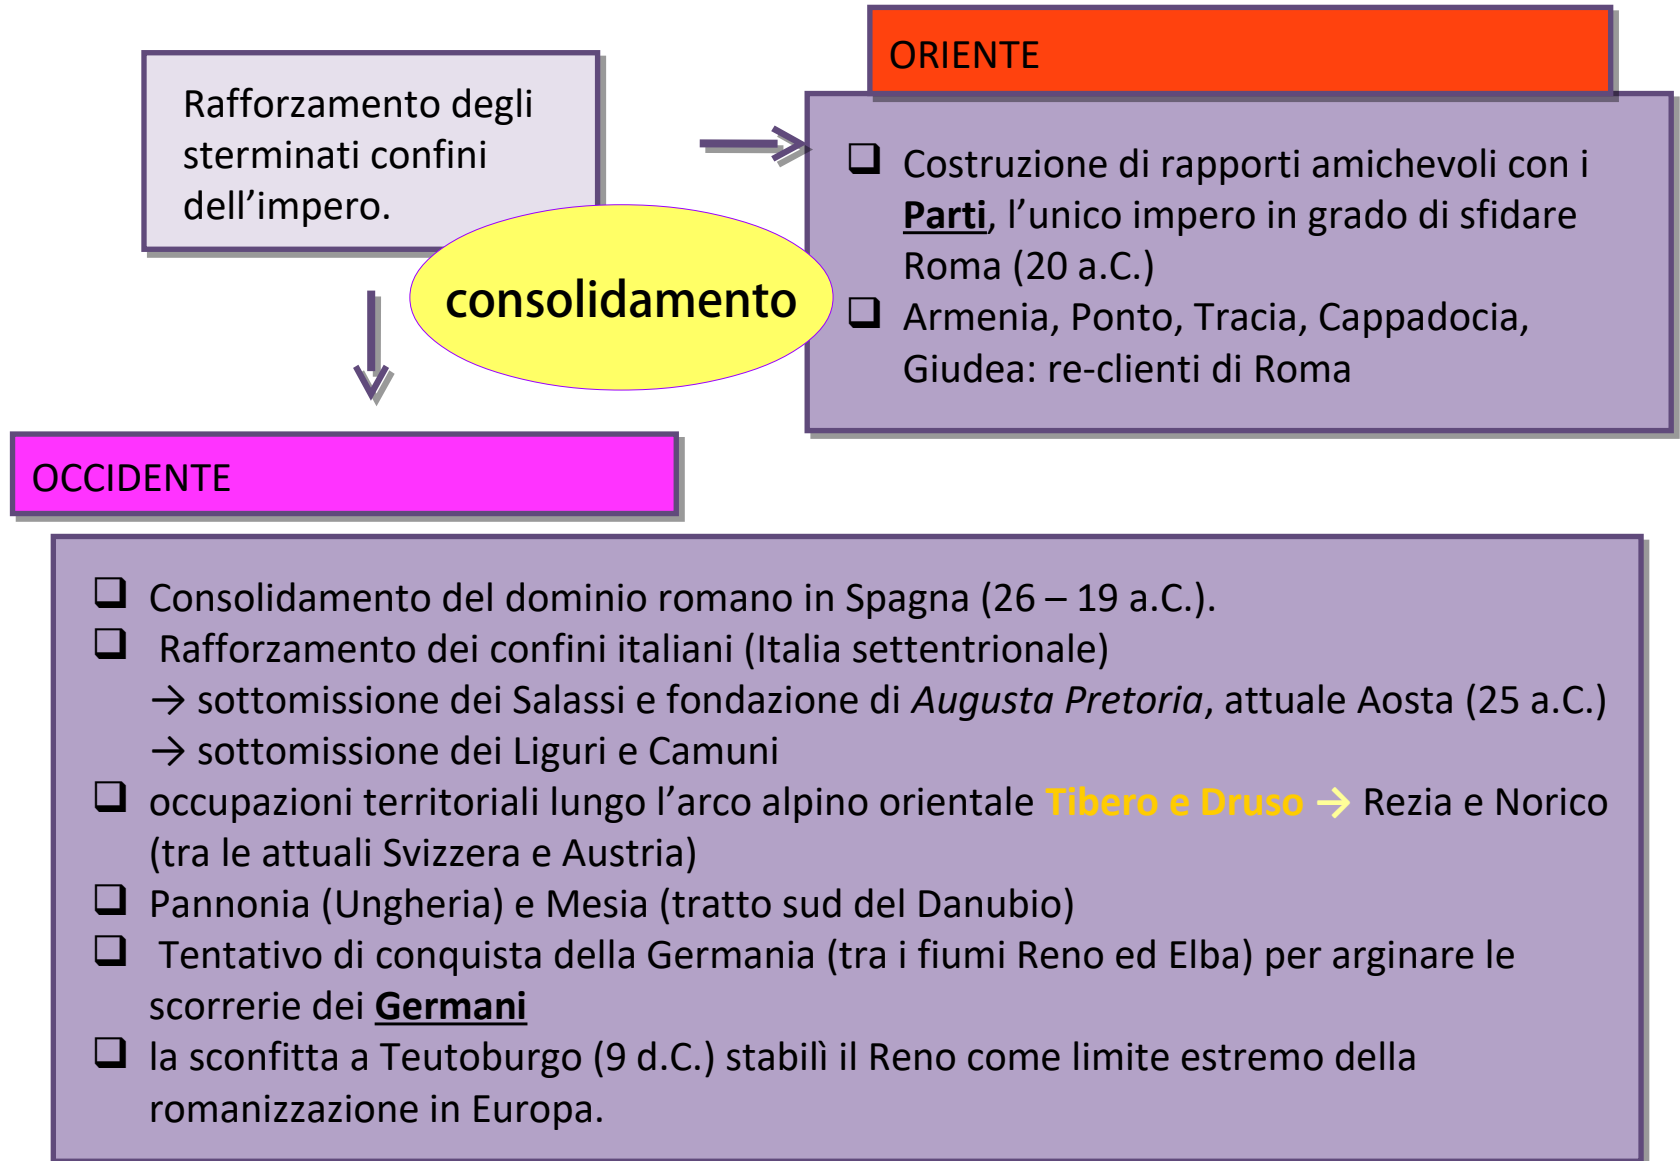 Rafforzamento degli
sterminati confini
dell’impero.
consolidamento
ORIENTE
❑ Costruzione di rapporti amichevoli con i
Parti, l’unico impero in grado di sfidare
Roma (20 a.C.)
❑ Armenia, Ponto, Tracia, Cappadocia,
Giudea: re-clienti di Roma
OCCIDENTE
❑ Consolidamento del dominio romano in Spagna (26 – 19 a.C.).
❑ Rafforzamento dei confini italiani (Italia settentrionale)
→ sottomissione dei Salassi e fondazione di Augusta Pretoria, attuale Aosta (25 a.C.)
→ sottomissione dei Liguri e Camuni
❑ occupazioni territoriali lungo l’arco alpino orientale Tibero e Druso → Rezia e Norico
(tra le attuali Svizzera e Austria)
❑ Pannonia (Ungheria) e Mesia (tratto sud del Danubio)
❑ Tentativo di conquista della Germania (tra i fiumi Reno ed Elba) per arginare le
scorrerie dei Germani
❑ la sconfitta a Teutoburgo (9 d.C.) stabilì il Reno come limite estremo della
romanizzazione in Europa.